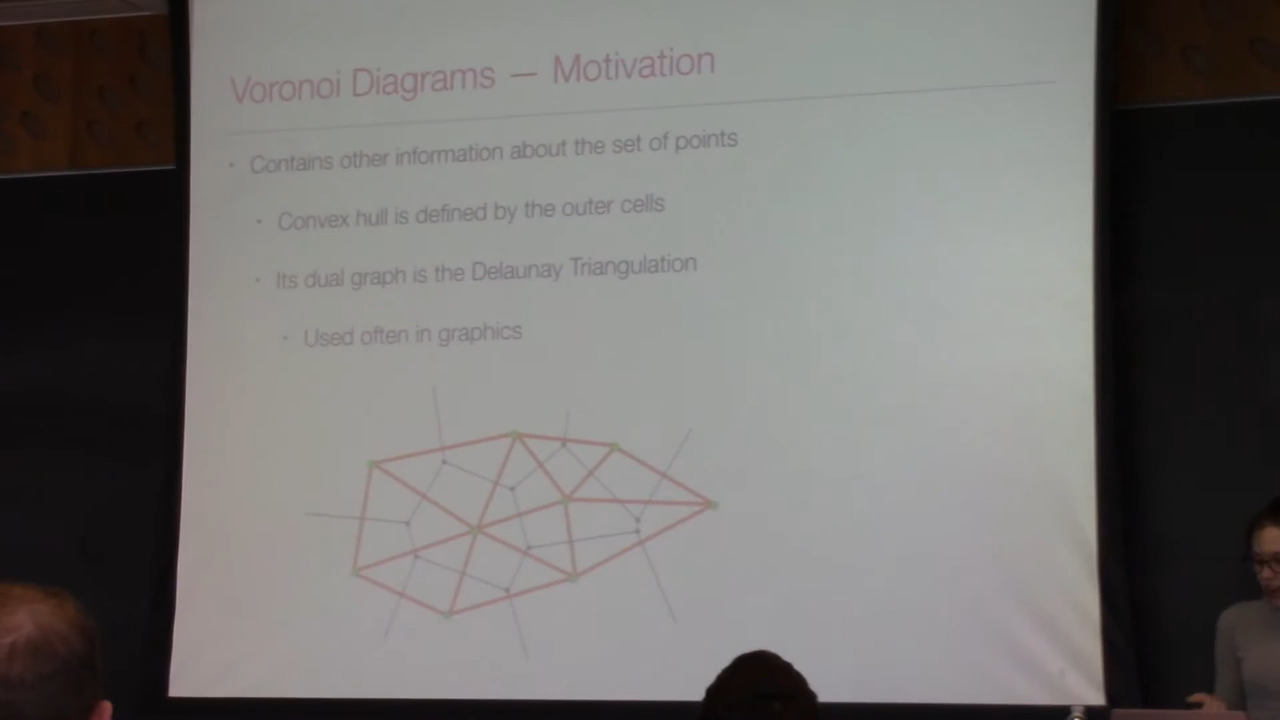 Voronoi Diagrams — Motivation
• Contains other information about the set of points
• Convex hull is defined by the outer cells
• Its dual graph is the Delaunay Triangulation
• Used often in graphics